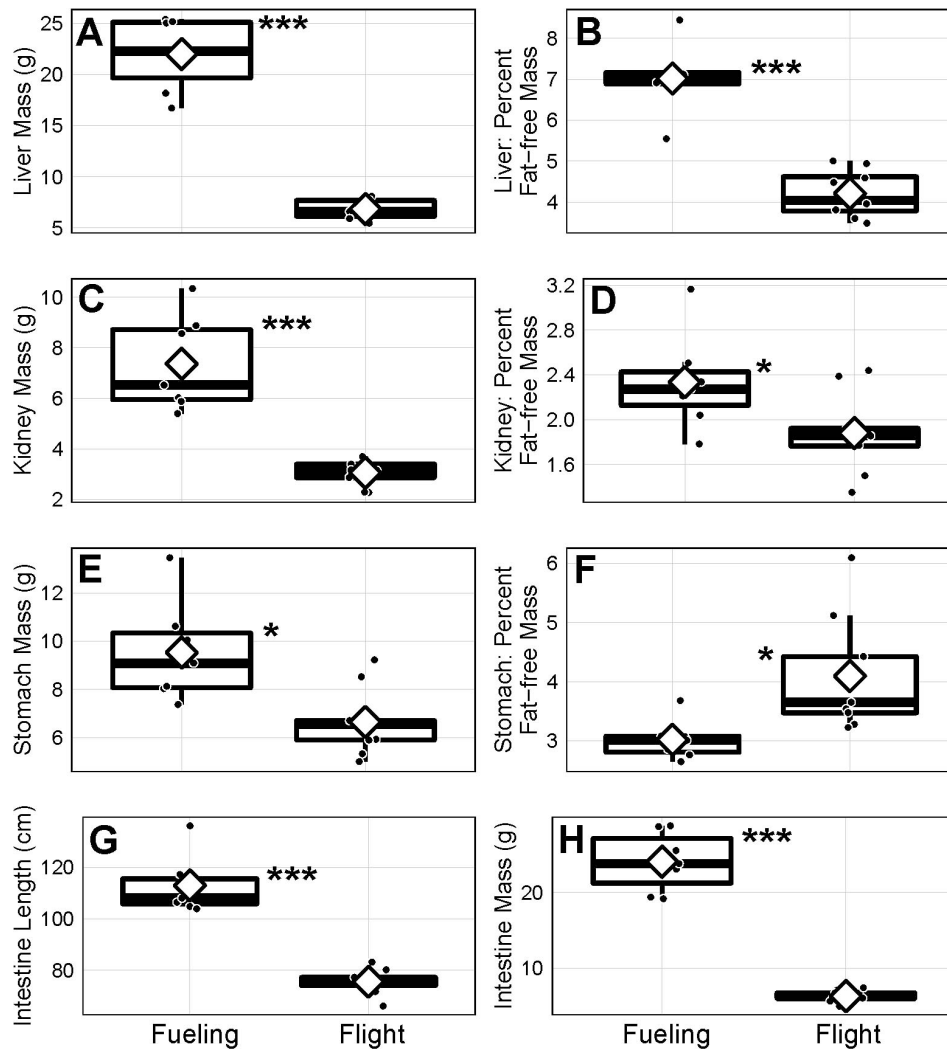 A
Liver Mass (g)
25
20
15
10
5
***
B
Liver: Percent
Fat-free Mass
8
7
6
5
4
***
C
Kidney Mass (g)
10
8
6
4
2
***
D
Kidney: Percent
Fat-free Mass
3.2
2.8
2.4
2.0
1.6
*
E
Stomach Mass (g)
12
10
8
6
*
F
Stomach: Percent
Fat-free Mass
6
5
4
3
*
G
Intestine Length (cm)
120
100
80
***
Fueling
Flight
H
Intestine Mass (g)
20
10
***
Fueling
Flight